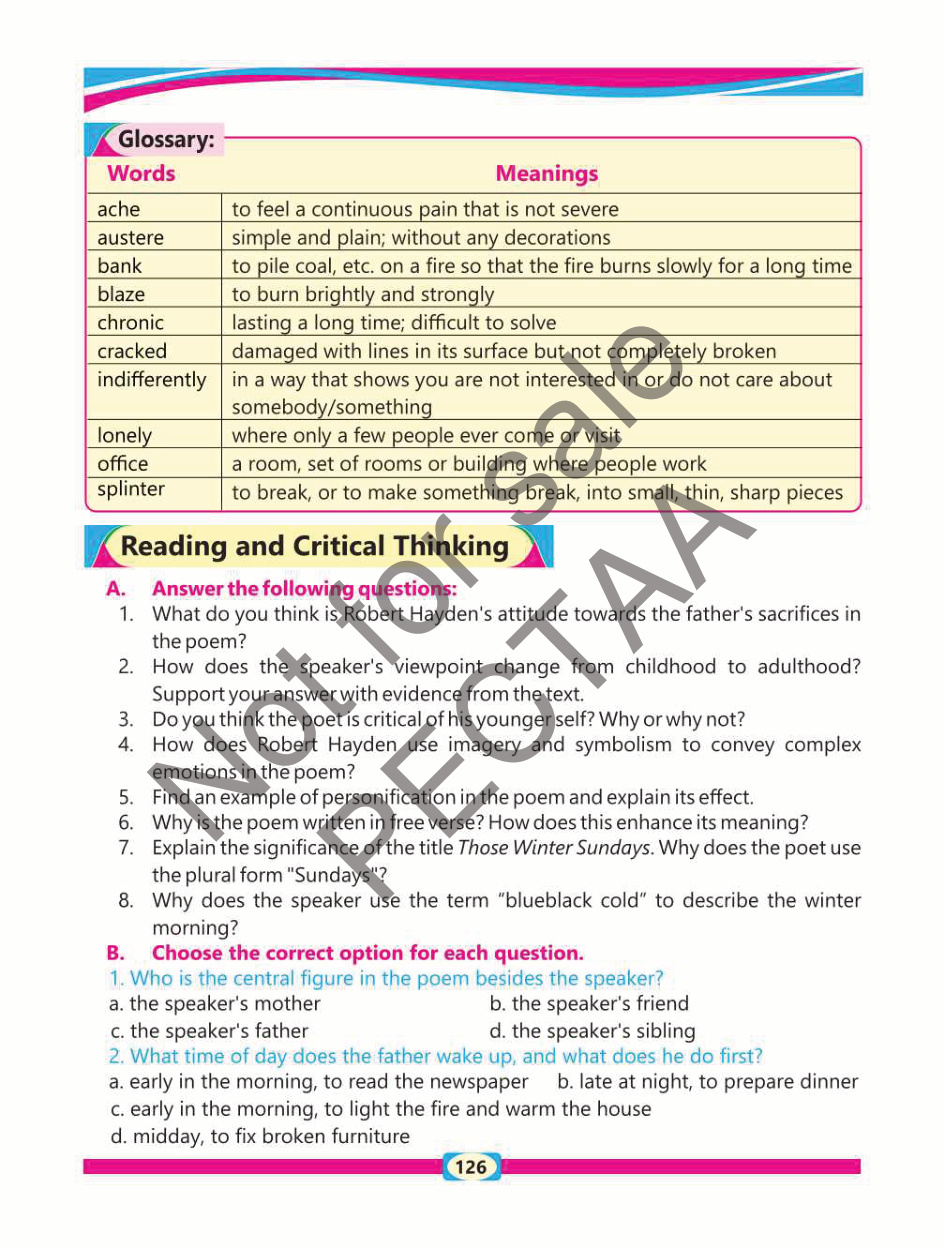 Glossary:
Words Meanings
ache to feel a continuous pain that is not severe
austere simple and plain; without any decorations
bank to pile coal, etc. on a fire so that the fire burns slowly for a long time
blaze to burn brightly and strongly
chronic lasting a long time; difficult to solve
cracked damaged with lines in its surface but not completely broken
indifferently in a way that shows you are not interested in or do not care about
somebody/something
lonely where only a few people ever come or visit
office a room, set of rooms or building where people work
splinter to break, or to make something break, into small, thin, sharp pieces
Reading and Critical Thinking
A. Answer the following questions:
1. What do you think is Robert Hayden's attitude towards the father's sacrifices in
the poem?
2. How does the speaker's viewpoint change from childhood to adulthood?
Support your answer with evidence from the text.
3. Do you think the poet is critical of his younger self? Why or why not?
4. How does Robert Hayden use imagery and symbolism to convey complex
emotions in the poem?
5. Find an example of personification in the poem and explain its effect.
6. Why is the poem written in free verse? How does this enhance its meaning?
7. Explain the significance of the title Those Winter Sundays. Why does the poet use
the plural form "Sundays"?
8. Why does the speaker use the term “blueblack cold” to describe the winter
morning?
B. Choose the correct option for each question.
1. Who is the central figure in the poem besides the speaker?
a. the speaker's mother b. the speaker's friend
c. the speaker's father d. the speaker's sibling
2. What time of day does the father wake up, and what does he do first?
a. early in the morning, to read the newspaper b. late at night, to prepare dinner
c. early in the morning, to light the fire and warm the house
d. midday, to fix broken furniture
126
Not for sale
PECTAA